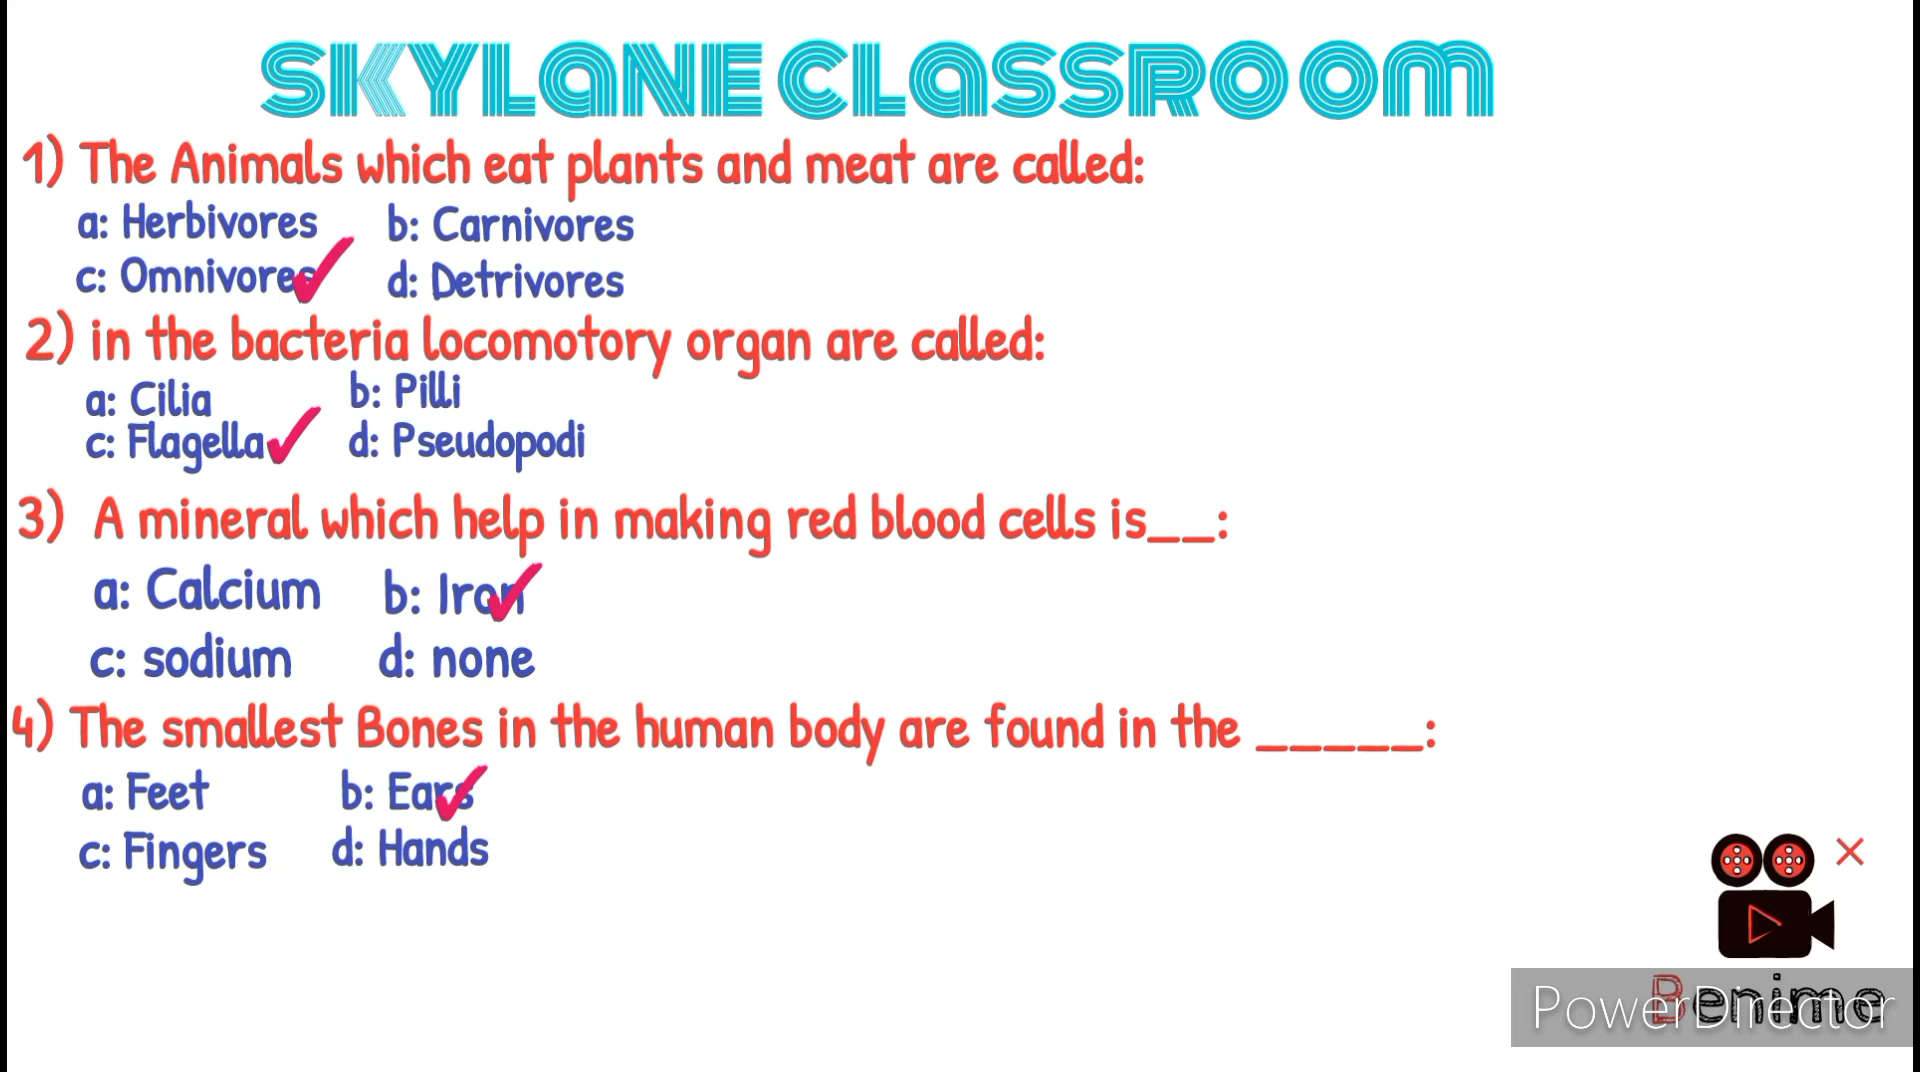 SKYLANE CLASSROOM
1) The Animals which eat plants and meat are called:
a: Herbivores b: Carnivores
c: Omnivores d: Detrivores
2) in the bacteria locomotory organ are called:
a: Cilia b: Pilli
c: Flagella d: Pseudopodi
3) A mineral which help in making red blood cells is__:
a: Calcium b: Iron
c: sodium d: none
4) The smallest Bones in the human body are found in the _____:
a: Feet b: Ears
c: Fingers d: Hands
Benime
PowerDirector